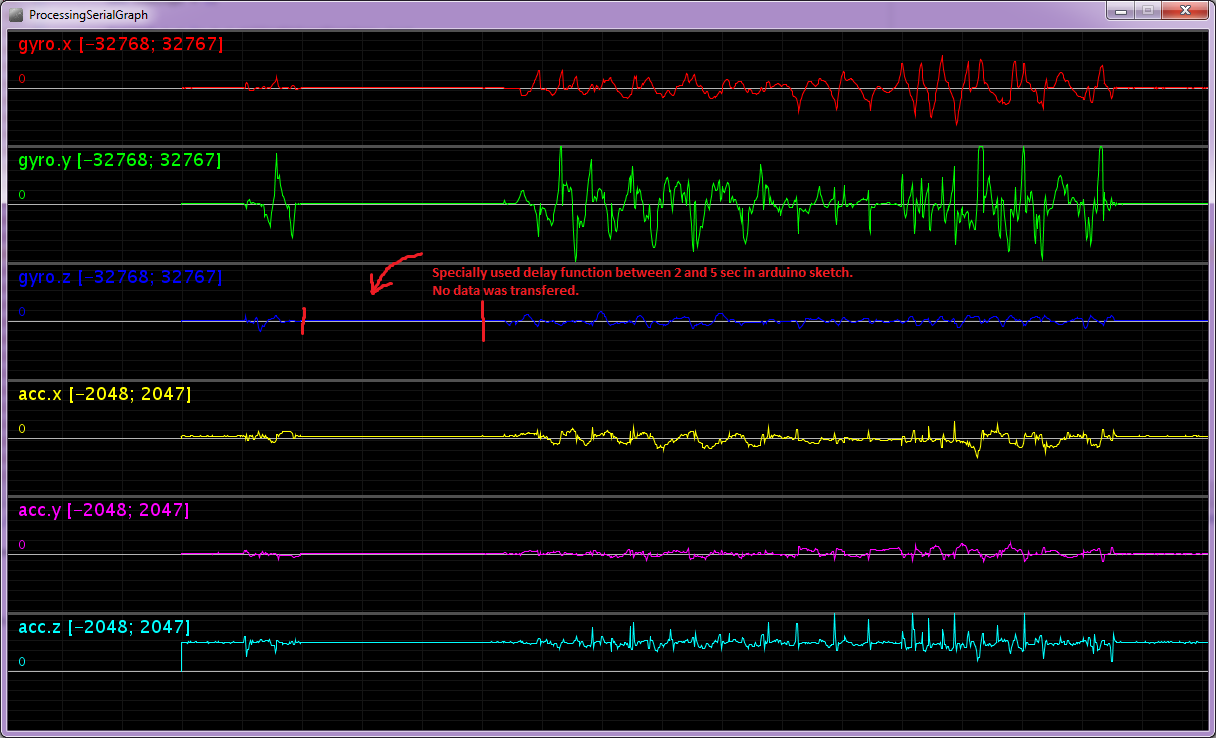 ProcessingSerialGraph
gyro.x [-32768; 32767]
0
gyro.y [-32768; 32767]
0
gyro.z [-32768; 32767]
Specially used delay function between 2 and 5 sec in arduino sketch.
No data was transfered.
0
acc.x [-2048; 2047]
0
acc.y [-2048; 2047]
0
acc.z [-2048; 2047]
0